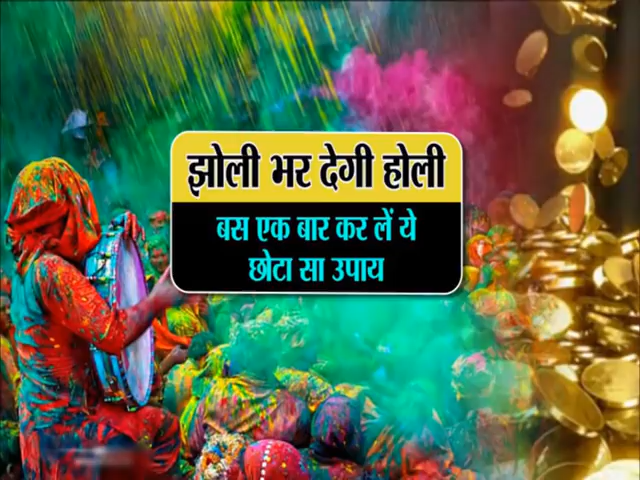 झोली भर देगी होली
बस एक बार कर लें ये
छोटा सा उपाय